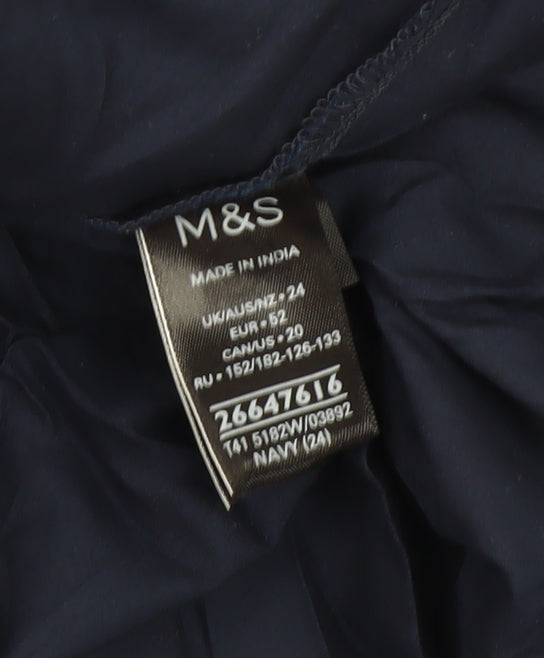 M&S
MADE IN INDIA
UK/AUS/NZ • 24
EUR • 52
CAN/US • 20
RU • 152/182-126-133
26647616
T41 5182W/03892
NAVY (24)